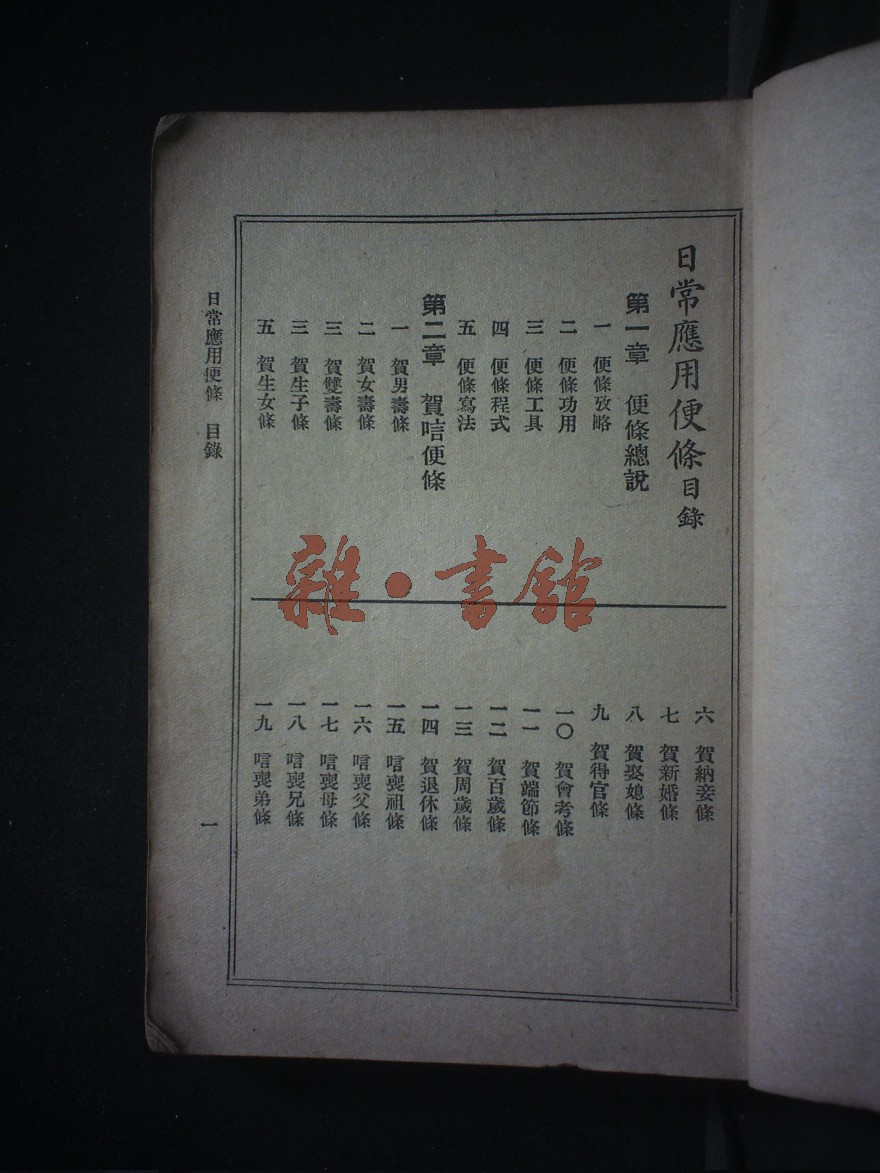 日常應用便條目錄
第一章 便條總說
一 便條攷略
二 便條功用
三 便條工具
四 便條程式
五 便條寫法
第二章 賀唁便條
一 賀男壽條
二 賀女壽條
三 賀雙壽條
三 賀生子條
五 賀生女條
六 賀納妾條
七 賀新婚條
八 賀娶媳條
九 賀得官條
一〇 賀會考條
一一 賀端節條
一二 賀百歲條
一三 賀周歲條
一四 賀退休條
一五 唁喪祖條
一六 唁喪父條
一七 唁喪母條
一八 唁喪兄條
一九 唁喪弟條
日常應用便條 目錄
一
雜·書館